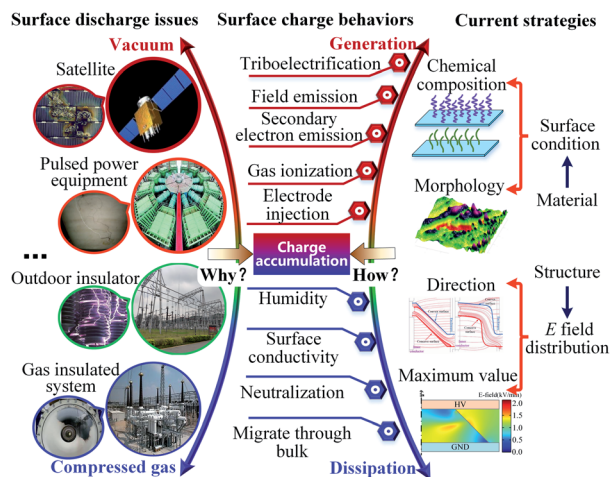 Surface discharge issues
Surface charge behaviors
Current strategies
Vacuum
Satellite
Pulsed power
equipment
...
Outdoor insulator
Gas insulated
system
Compressed gas
Generation
Triboelectrification
Field emission
Secondary
electron emission
Gas ionization
Electrode
injection
Why?
Charge
accumulation
How?
Humidity
Surface
conductivity
Neutralization
Migrate through
bulk
Dissipation
Chemical
composition
Surface
condition
Morphology
Material
Structure
Direction
E field
distribution
Maximum value
E-field(kV/mm)
HV
GND
2.0
1.5
1.0
0.5
0.0